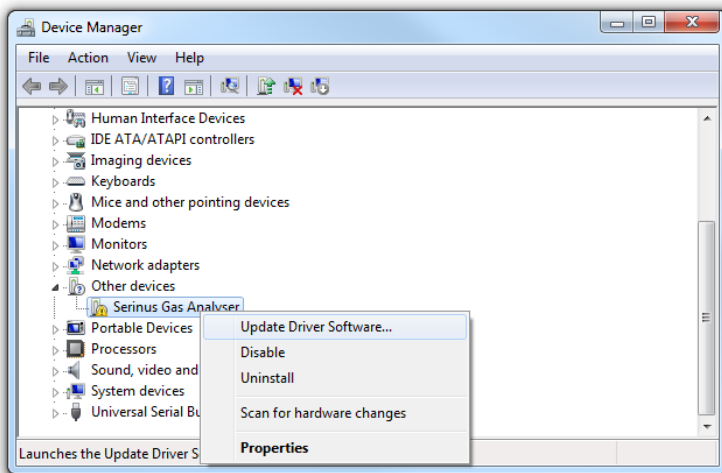 Device Manager
File Action View Help
Human Interface Devices
IDE ATA/ATAPI controllers
Imaging devices
Keyboards
Mice and other pointing devices
Modems
Monitors
Network adapters
Other devices
Serinus Gas Analyser
Portable Devices
Processors
Sound, video and
System devices
Universal Serial Bu
Update Driver Software...
Disable
Uninstall
Scan for hardware changes
Properties
Launches the Update Driver S